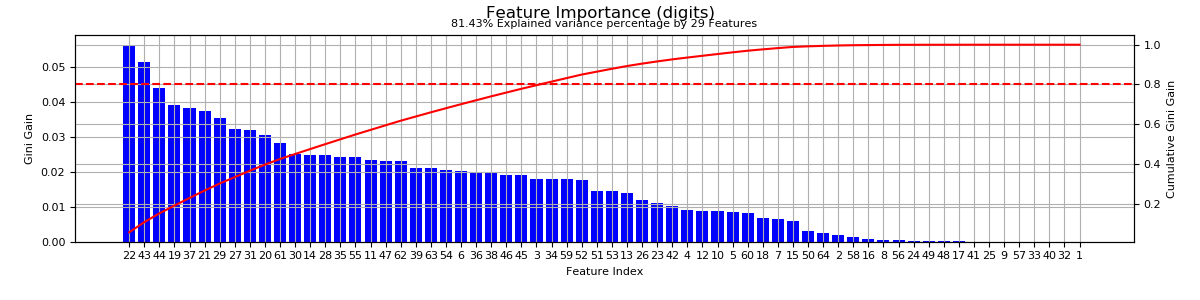 Feature Importance (digits)
81.43% Explained variance percentage by 29 Features
0.05
0.04
0.03
0.02
0.01
0.00
Gini Gain
1.0
0.8
0.6
0.4
0.2
Cumulative Gini Gain
22 43 44 19 37 21 29 27 31 20 61 30 14 28 35 55 11 47 62 39 63 54 6 36 38 46 45 3 34 59 52 51 53 13 26 23 42 4 12 10 5 60 18 7 15 50 64 2 58 16 8 56 24 49 48 17 41 25 9 57 33 40 32 1
Feature Index